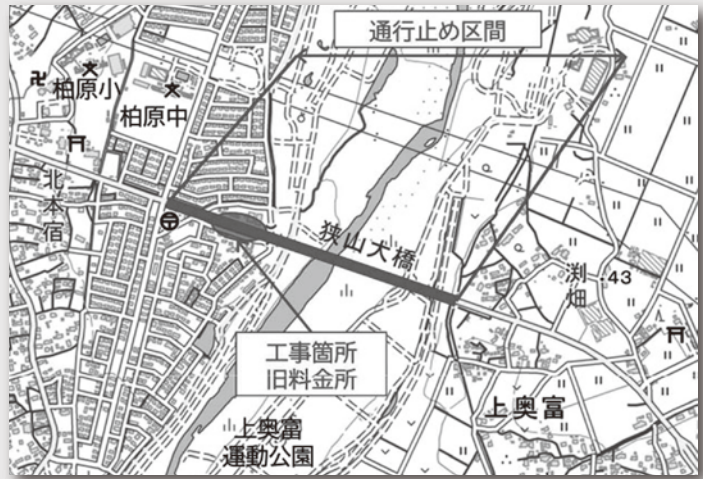 通行止め区間
柏原小
柏原中
北本宿
狭山大橋
渕畑
43
工事箇所
旧料金所
上奥富
上奥富
運動公園